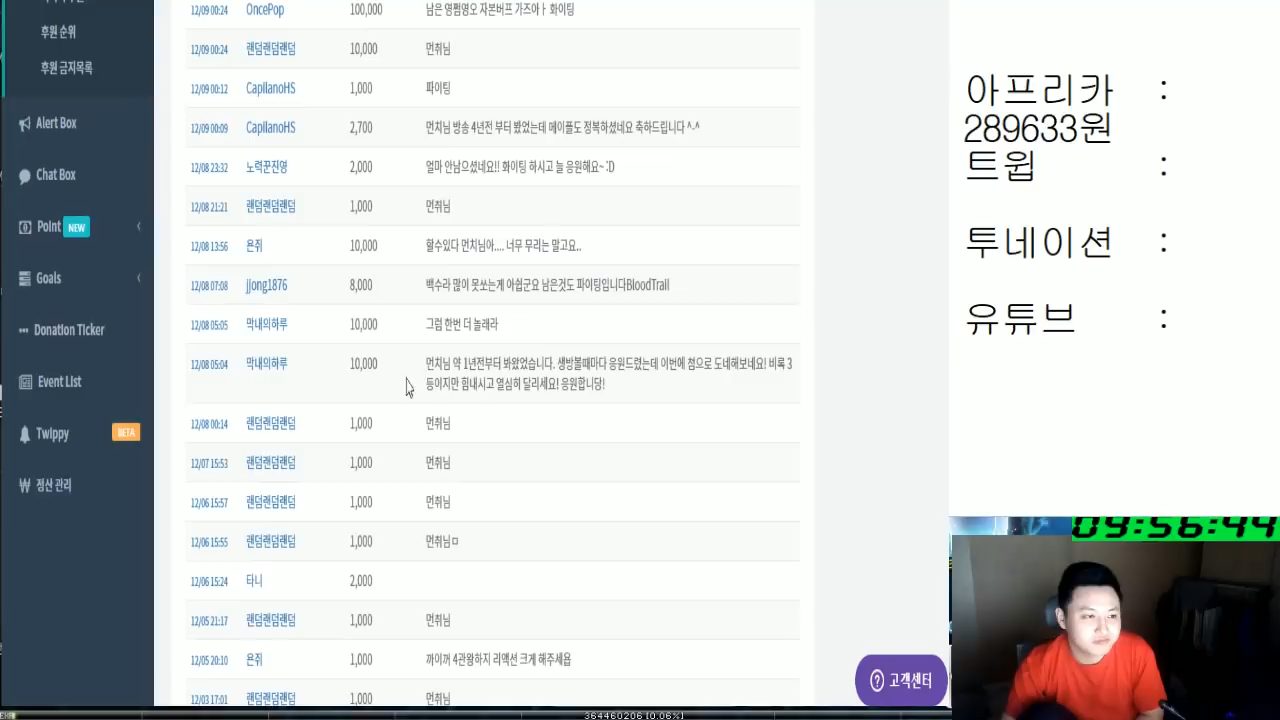 후원 순위
후원 금지목록
Alert Box
Chat Box
Point NEW
Goals
Donation Ticker
Event List
Twippy BETA
₩ 정산 관리
12/09 00:24 OncePop 100,000 남은 영쩜영오 자본버프 가즈아ㅏ 화이팅
12/09 00:24 랜덤랜덤랜덤 10,000 먼취님
12/09 00:12 CapllanoHS 1,000 파이팅
12/09 00:09 CapllanoHS 2,700 먼치님 방송 4년전 부터 봤었는데 메이플도 정복하셨네요 축하드립니다 ^-^
12/08 23:32 노력꾼진영 2,000 얼마 안남으셨네요!! 화이팅 하시고 늘 응원해요~ :D
12/08 21:21 랜덤랜덤랜덤 1,000 먼취님
12/08 13:56 욘쥐 10,000 할수있다 먼치님아.... 너무 무리는 말고요..
12/08 07:08 jjong1876 8,000 백수라 많이 못쏘는게 아쉽군요 남은것도 파이팅입니다BloodTrail
12/08 05:05 막내의하루 10,000 그럼 한번 더 놀래라
12/08 05:04 막내의하루 10,000 먼치님 약 1년전부터 봐왔었습니다. 생방볼때마다 응원드렸는데 이번에 첨으로 도네해보네요! 비록 3
등이지만 힘내시고 열심히 달리세요! 응원합니당!
12/08 00:14 랜덤랜덤랜덤 1,000 먼취님
12/07 15:53 랜덤랜덤랜덤 1,000 먼취님
12/06 15:57 랜덤랜덤랜덤 1,000 먼취님
12/06 15:55 랜덤랜덤랜덤 1,000 먼취님ㅁ
12/06 15:24 타니 2,000
12/05 21:17 랜덤랜덤랜덤 1,000 먼취님
12/05 20:10 욘쥐 1,000 까이꺼 4관왕하지 리액션 크게 해주세욥
12/03 17:01 랜덤랜덤랜덤 1,000 먼취님
고객센터
아프리카 :
289633원
트윕 :
투네이션 :
유튜브 :
09:56:44
364460206 [0.06%]